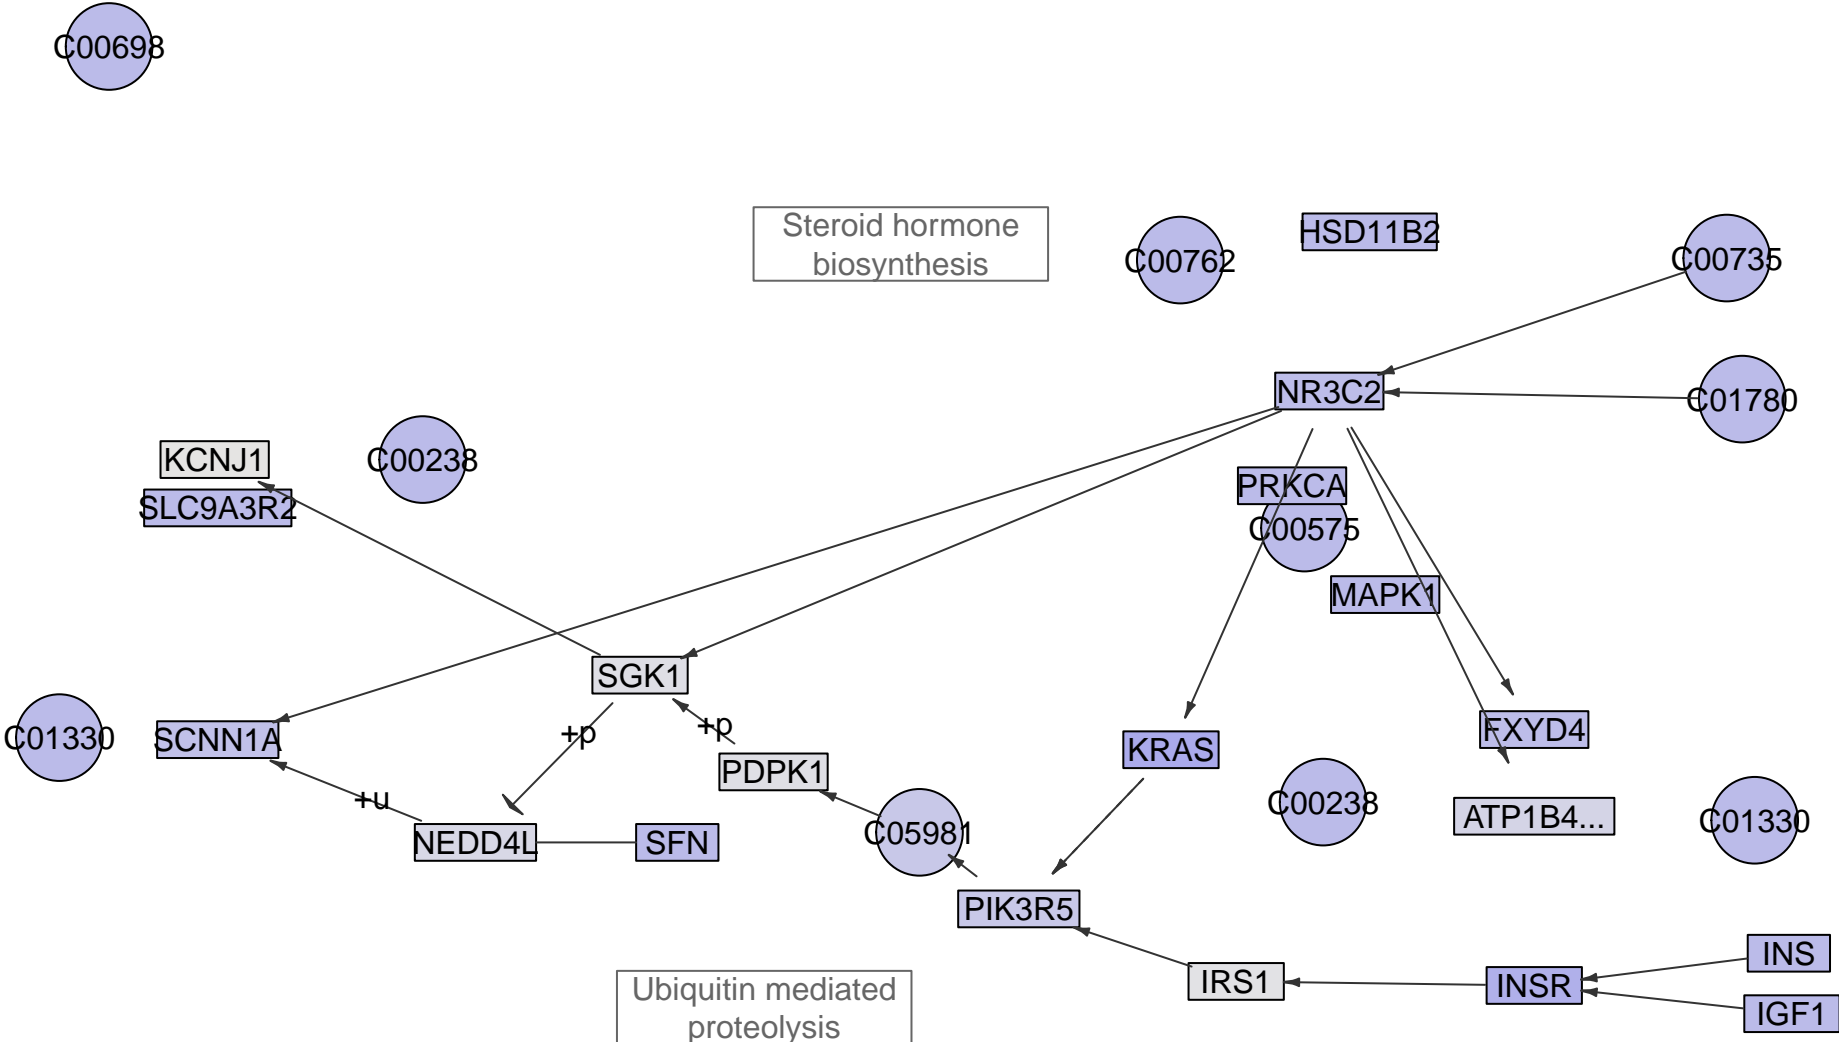 C00698
Steroid hormone
biosynthesis
C00762
HSD11B2
C00735
NR3C2
C01780
KCNJ1
C00238
SLC9A3R2
PRKCA
C00575
MAPK1
SGK1
C01330
SCNN1A
+p
+p
KRAS
FXYD4
PDPK1
+u
C00238
ATP1B4...
C01330
NEDD4L
SFN
C05981
PIK3R5
INS
IRS1
INSR
Ubiquitin mediated
proteolysis
IGF1